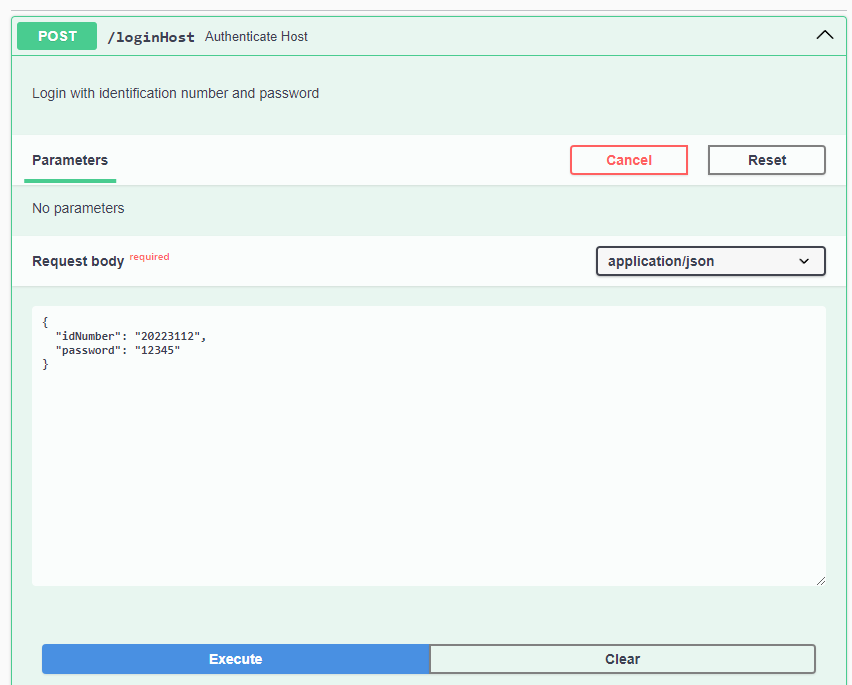 POST /loginHost Authenticate Host
Login with identification number and password
Parameters Cancel Reset
No parameters
Request body required application/json
{
  "idNumber": "20223112",
  "password": "12345"
}
Execute Clear